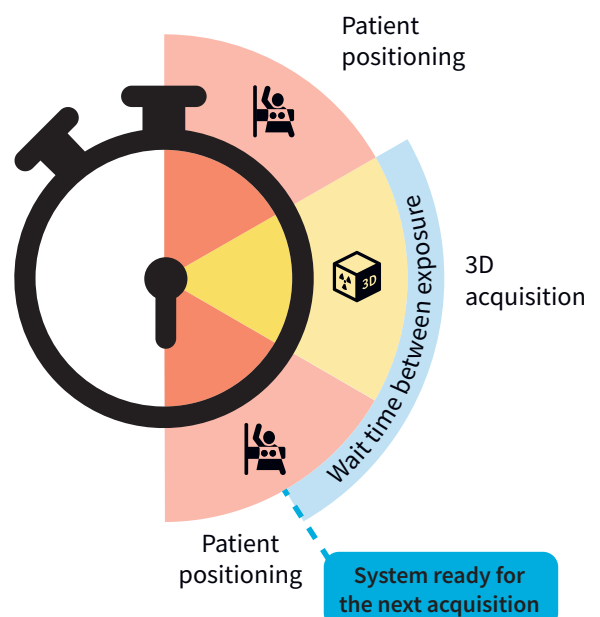 Patient
positioning
3D
Wait time between exposure
3D
acquisition
Patient
positioning
System ready for
the next acquisition